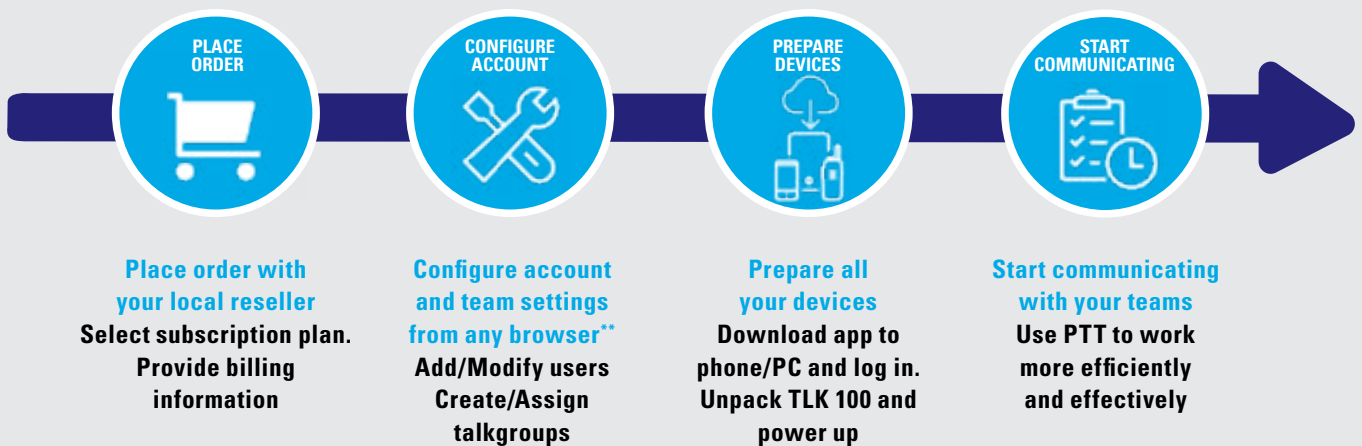 PLACE
ORDER
CONFIGURE
ACCOUNT
PREPARE
DEVICES
START
COMMUNICATING
Place order with
your local reseller
Select subscription plan.
Provide billing
information
Configure account
and team settings
from any browser**
Add/Modify users
Create/Assign
talkgroups
Prepare all
your devices
Download app to
phone/PC and log in.
Unpack TLK 100 and
power up
Start communicating
with your teams
Use PTT to work
more efficiently
and effectively